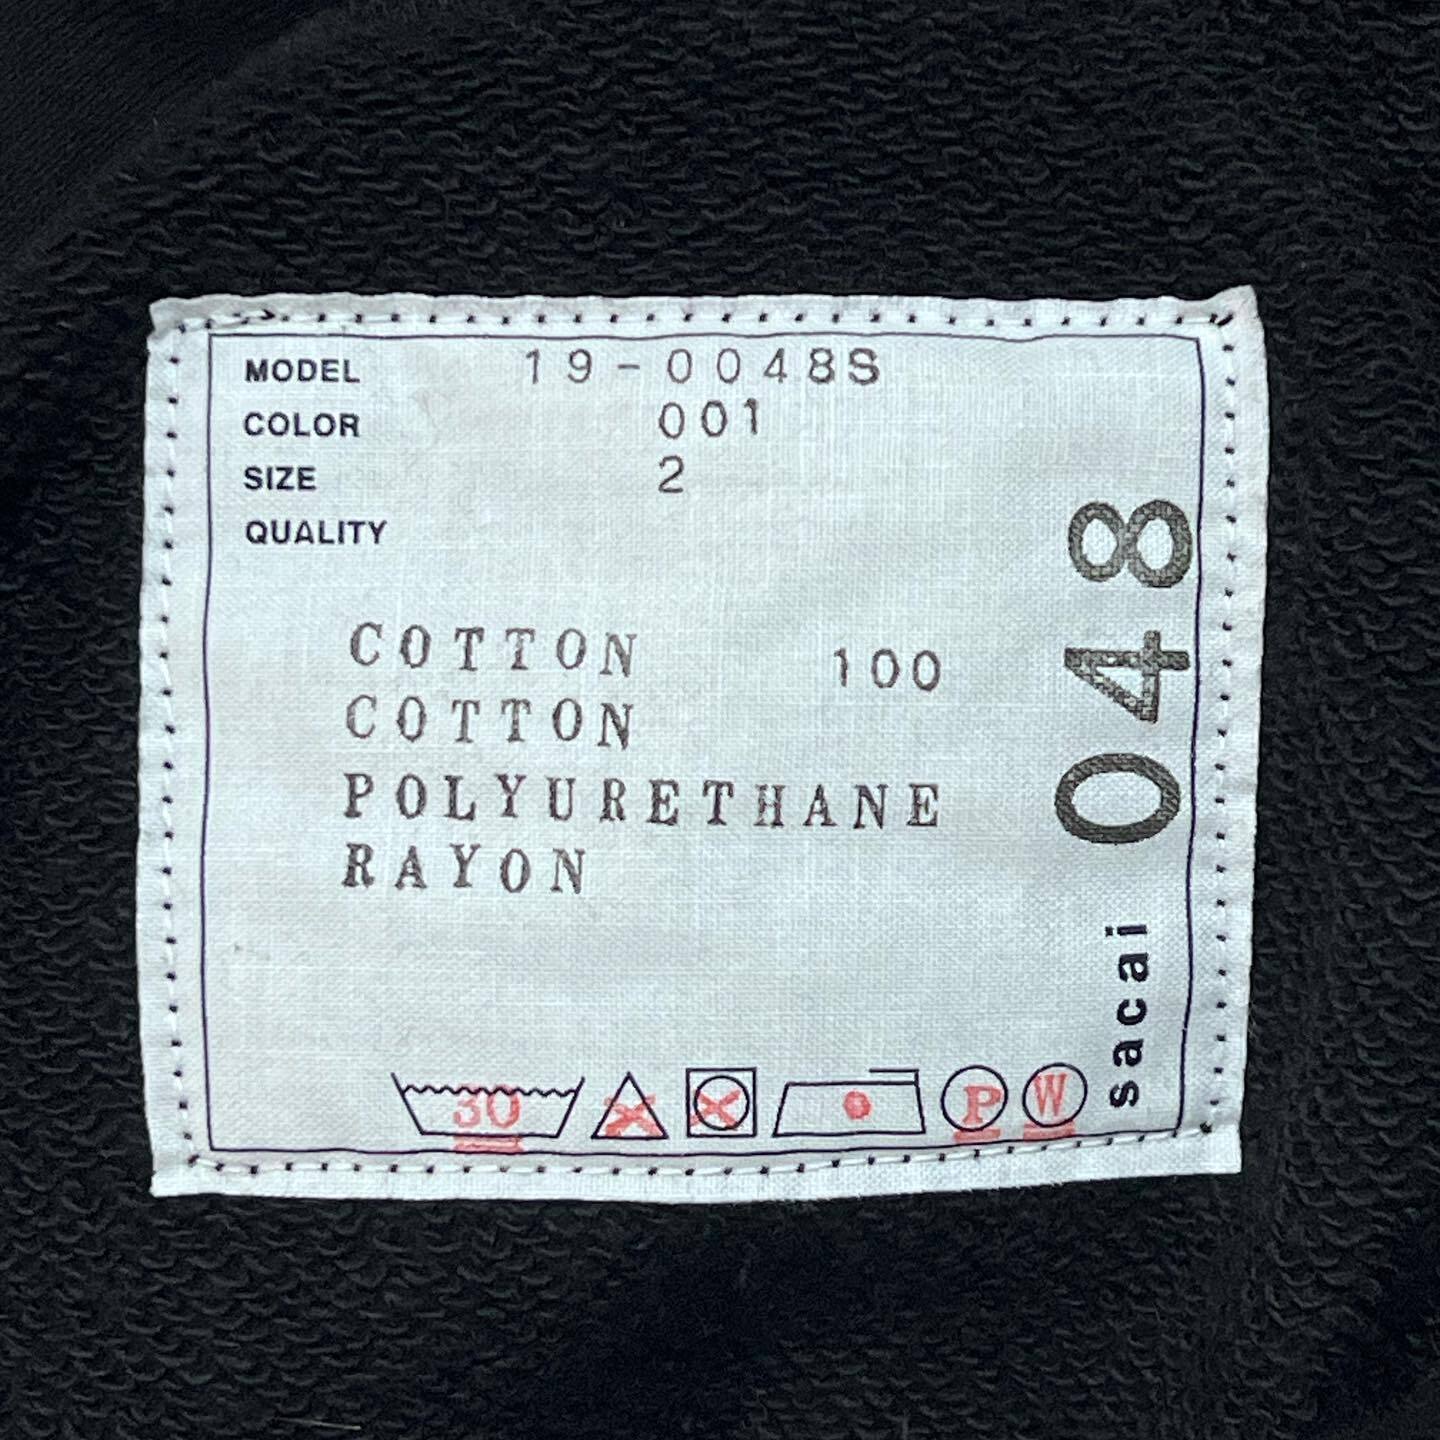 MODEL 19-0048S
COLOR 001
SIZE 2
QUALITY
COTTON 100
COTTON
POLYURETHANE
RAYON
30
P
W
sacai 048